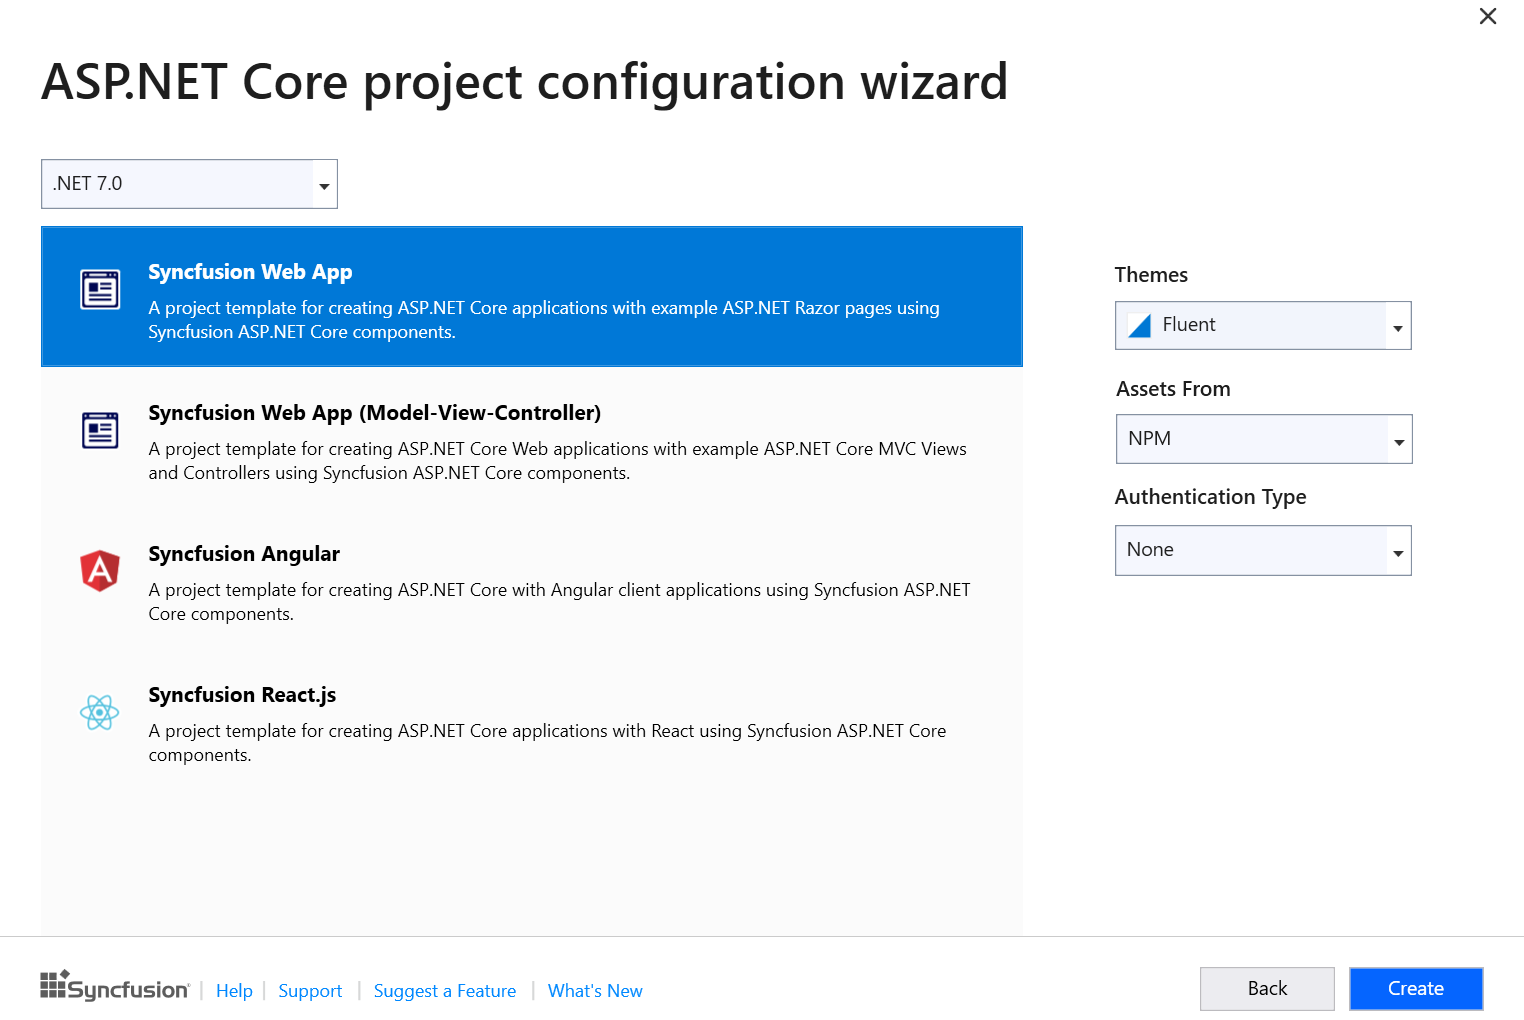 ASP.NET Core project configuration wizard
.NET 7.0
Syncfusion Web App
A project template for creating ASP.NET Core applications with example ASP.NET Razor pages using
Syncfusion ASP.NET Core components.
Syncfusion Web App (Model-View-Controller)
A project template for creating ASP.NET Core Web applications with example ASP.NET Core MVC Views
and Controllers using Syncfusion ASP.NET Core components.
Syncfusion Angular
A project template for creating ASP.NET Core with Angular client applications using Syncfusion ASP.NET
Core components.
Syncfusion React.js
A project template for creating ASP.NET Core applications with React using Syncfusion ASP.NET Core
components.
Themes
Fluent
Assets From
NPM
Authentication Type
None
Syncfusion | Help | Support | Suggest a Feature | What's New
Back
Create